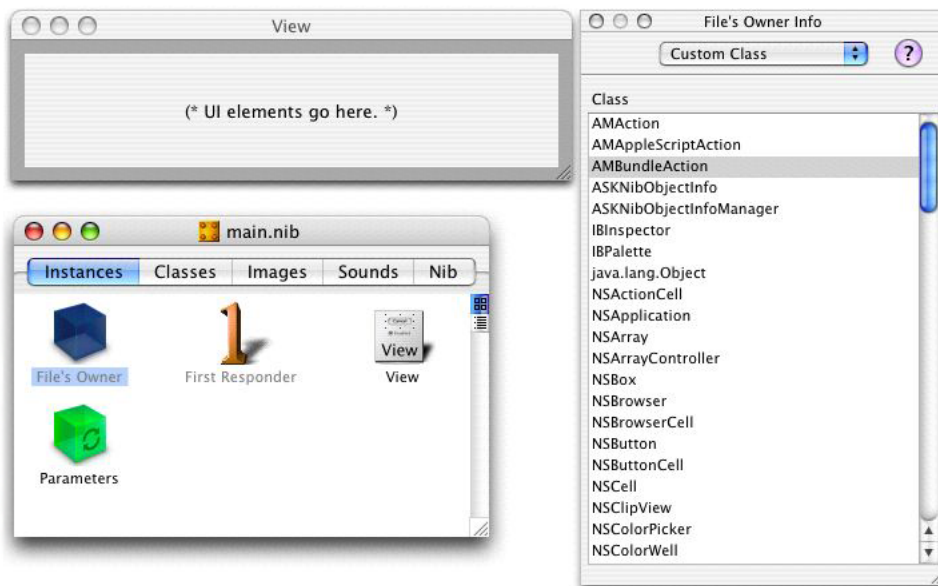 View
(* UI elements go here. *)
main.nib
Instances Classes Images Sounds Nib
1
View
File's Owner First Responder View
Parameters
File's Owner Info
Custom Class ?
Class
AMAction
AMAppleScriptAction
AMBundleAction
ASKNibObjectInfo
ASKNibObjectInfoManager
IBInspector
IBPalette
java.lang.Object
NSActionCell
NSApplication
NSArray
NSArrayController
NSBox
NSBrowser
NSBrowserCell
NSButton
NSButtonCell
NSCell
NSClipView
NSColorPicker
NSColorWell